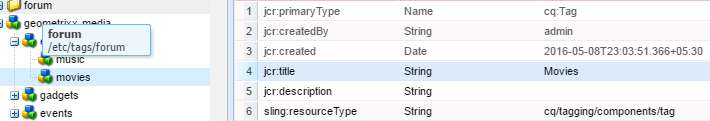 forum
geometrixx_media
forum
/etc/tags/forum
music
movies
gadgets
events
1 jcr:primaryType Name cq:Tag
2 jcr:createdBy String admin
3 jcr:created Date 2016-05-08T23:03:51.366+05:30
4 jcr:title String Movies
5 jcr:description String
6 sling:resourceType String cq/tagging/components/tag